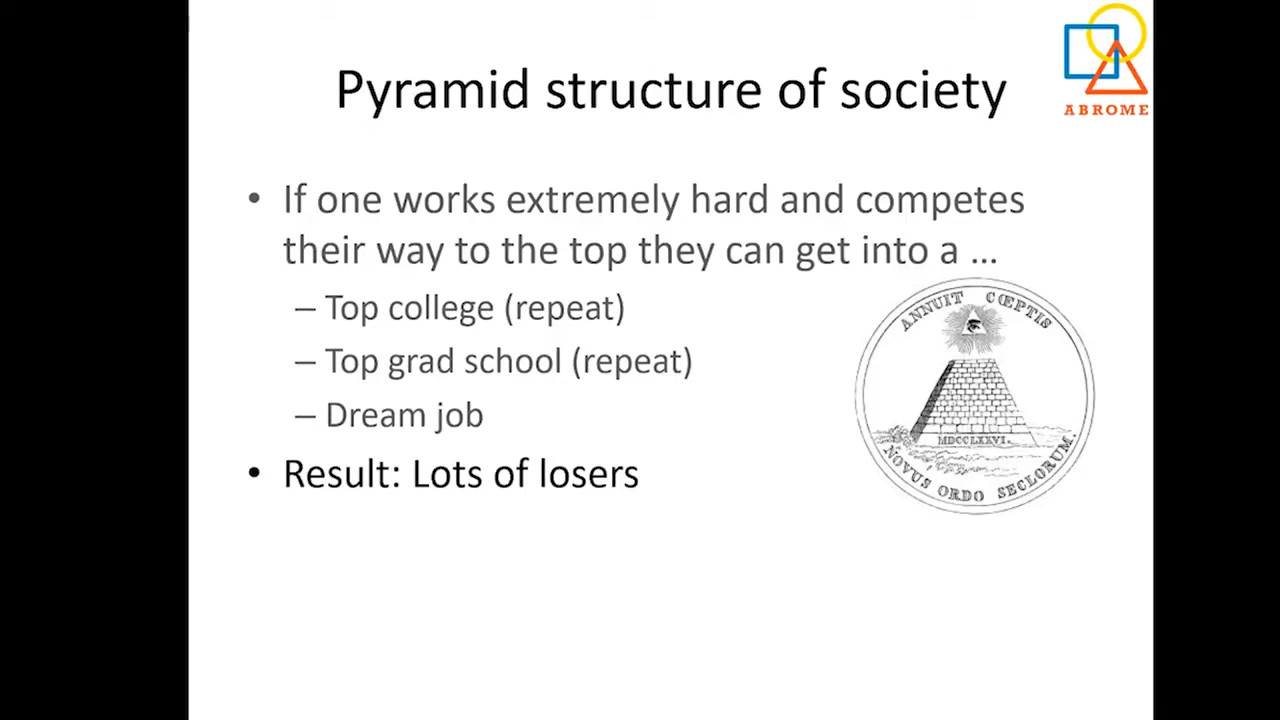 Pyramid structure of society
ABROME
• If one works extremely hard and competes
their way to the top they can get into a ...
– Top college (repeat)
– Top grad school (repeat)
– Dream job
• Result: Lots of losers
ANNUIT CŒPTIS
MDCCLXXVI.
NOVUS ORDO SECLORUM.